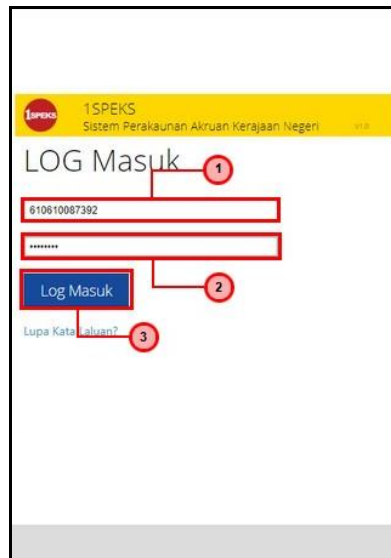 1SPEKS
1SPEKS
Sistem Perakaunan Akruan Kerajaan Negeri v1.0
LOG Masuk
1
610610087392
••••••••
2
Log Masuk
Lupa Kata Laluan?
3